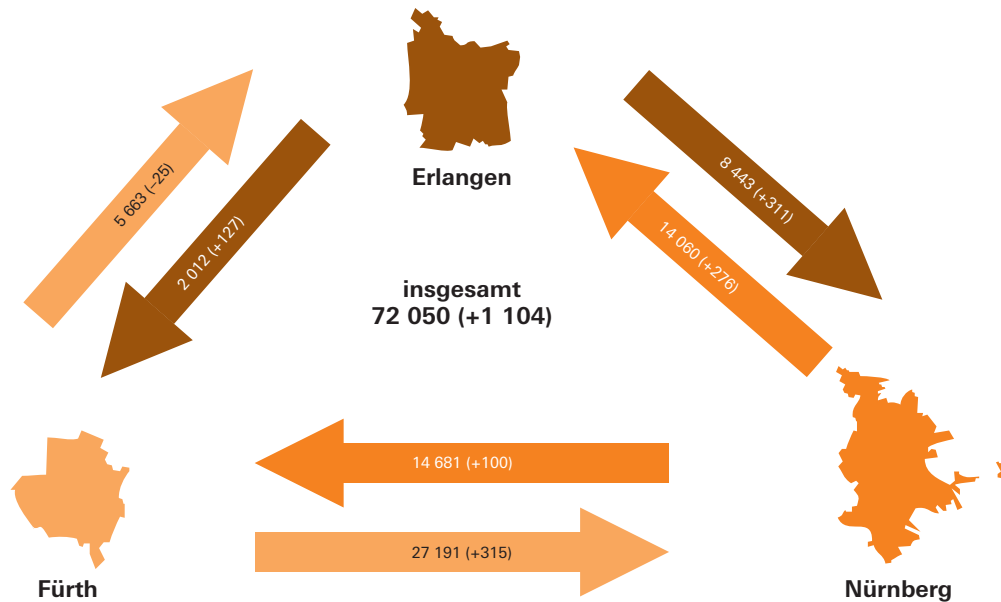 Erlangen
5 663 (–25)
2 012 (+127)
8 443 (+311)
14 060 (+276)
insgesamt
72 050 (+1 104)
14 681 (+100)
27 191 (+315)
Fürth
Nürnberg